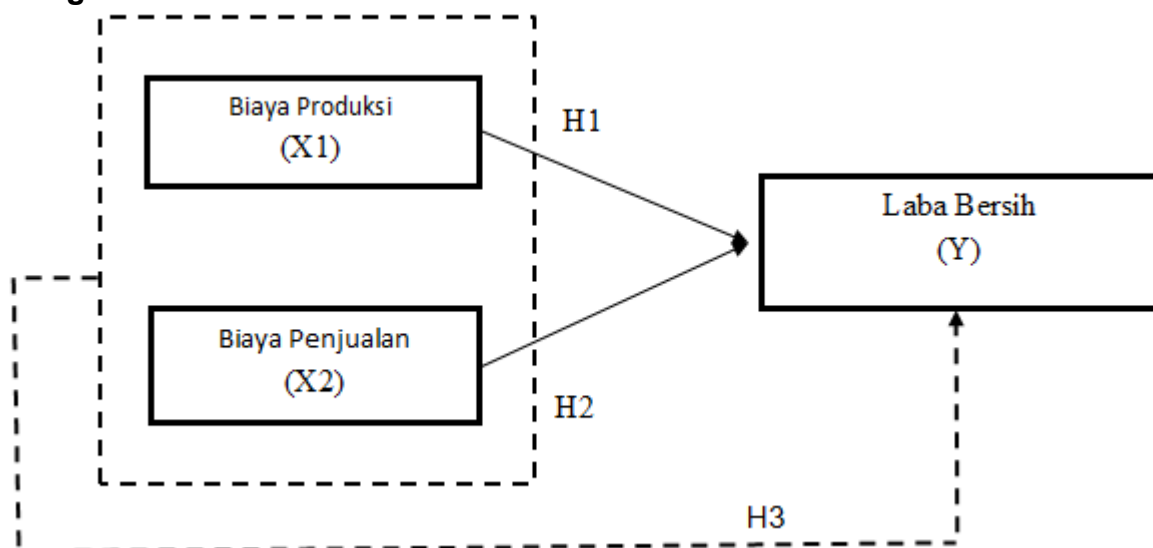 Biaya Produksi
(X1)
H1
Laba Bersih
(Y)
Biaya Penjualan
(X2)
H2
H3